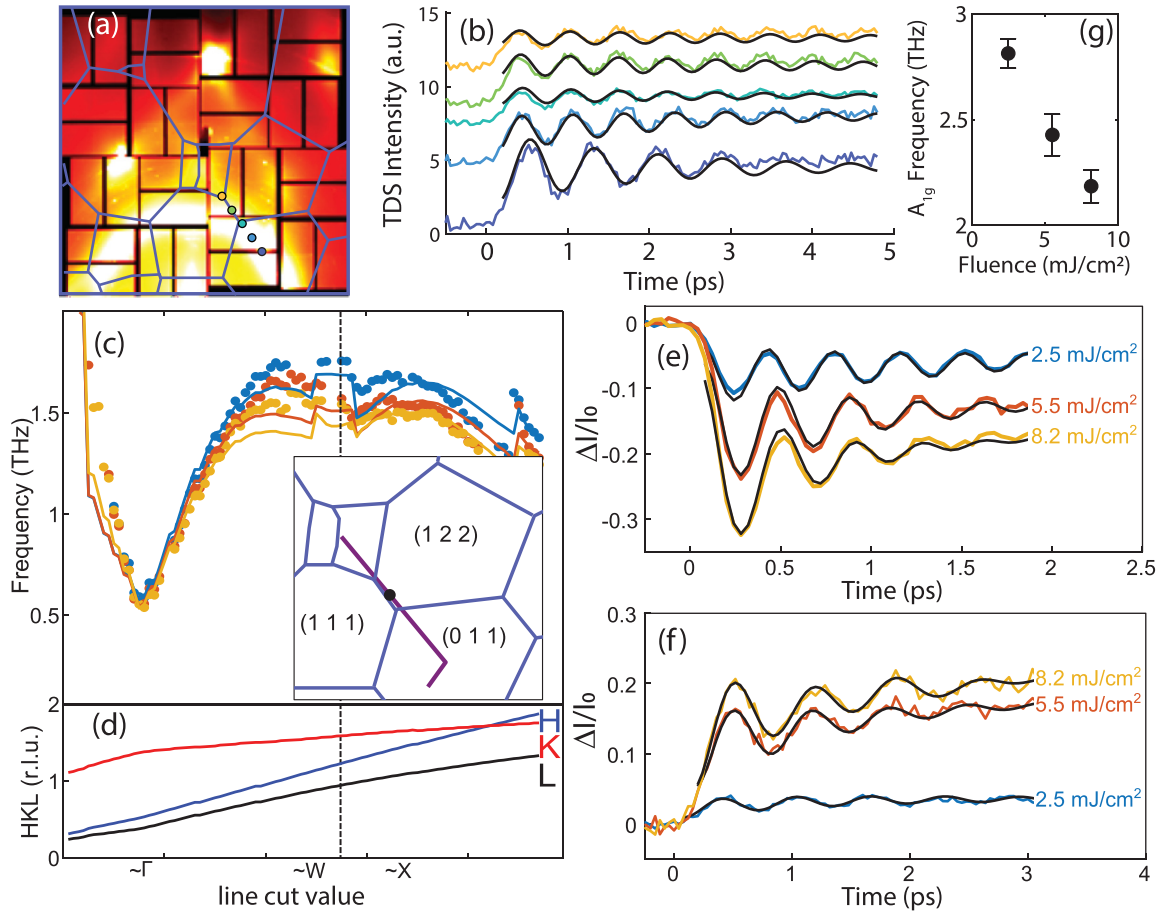 (a)
(b)
TDS Intensity (a.u.)
15
10
5
0
0 1 2 3 4 5
Time (ps)
(g)
A1g Frequency (THz)
3
2.5
2
0 5 10
Fluence (mJ/cm²)
(c)
Frequency (THz)
1.5
1
0.5
(1 2 2)
(1 1 1)
(0 1 1)
(d)
HKL (r.l.u.)
2
1
0
H
K
L
~Γ ~W ~X
line cut value
(e)
ΔI/I₀
0
-0.1
-0.2
-0.3
2.5 mJ/cm²
5.5 mJ/cm²
8.2 mJ/cm²
0 0.5 1 1.5 2 2.5
Time (ps)
(f)
ΔI/I₀
0.3
0.2
0.1
0
8.2 mJ/cm²
5.5 mJ/cm²
2.5 mJ/cm²
0 1 2 3 4
Time (ps)